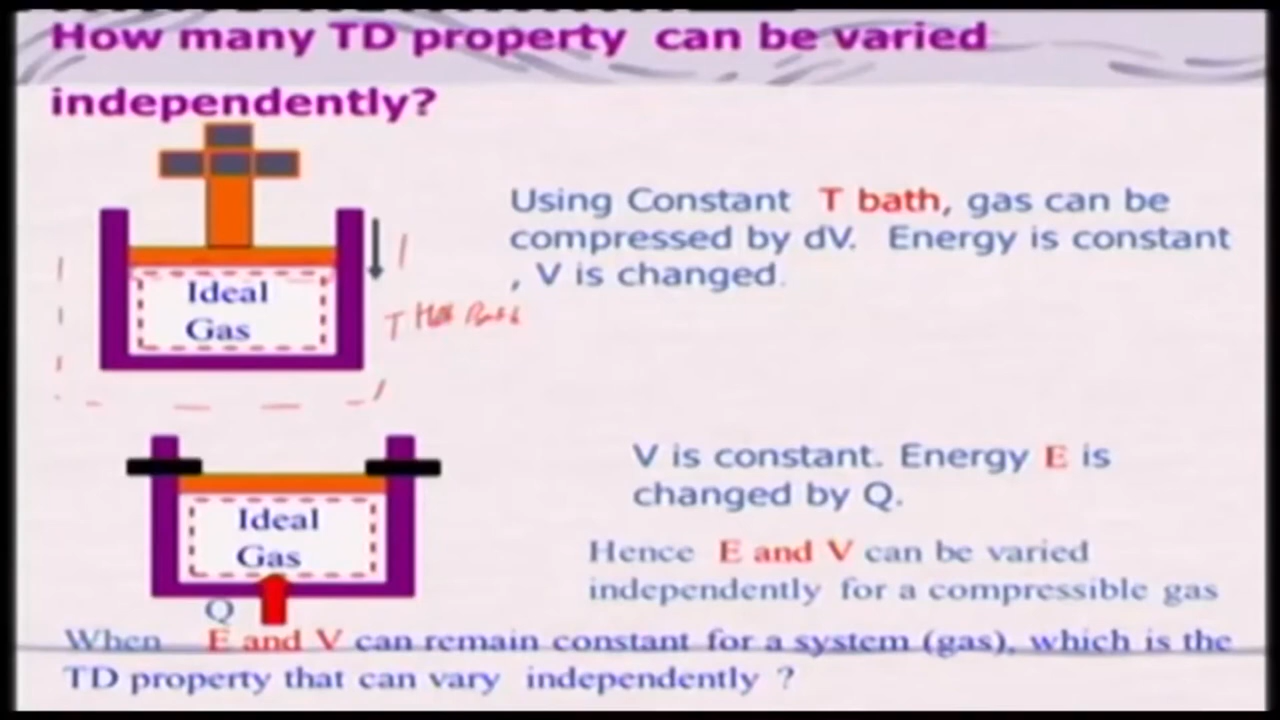 How many TD property can be varied
independently?
Using Constant T bath, gas can be
compressed by dV. Energy is constant
, V is changed.
Ideal
Gas
T
V is constant. Energy E is
changed by Q.
Ideal
Gas
Hence E and V can be varied
independently for a compressible gas
Q
When E and V can remain constant for a system (gas), which is the
TD property that can vary independently ?